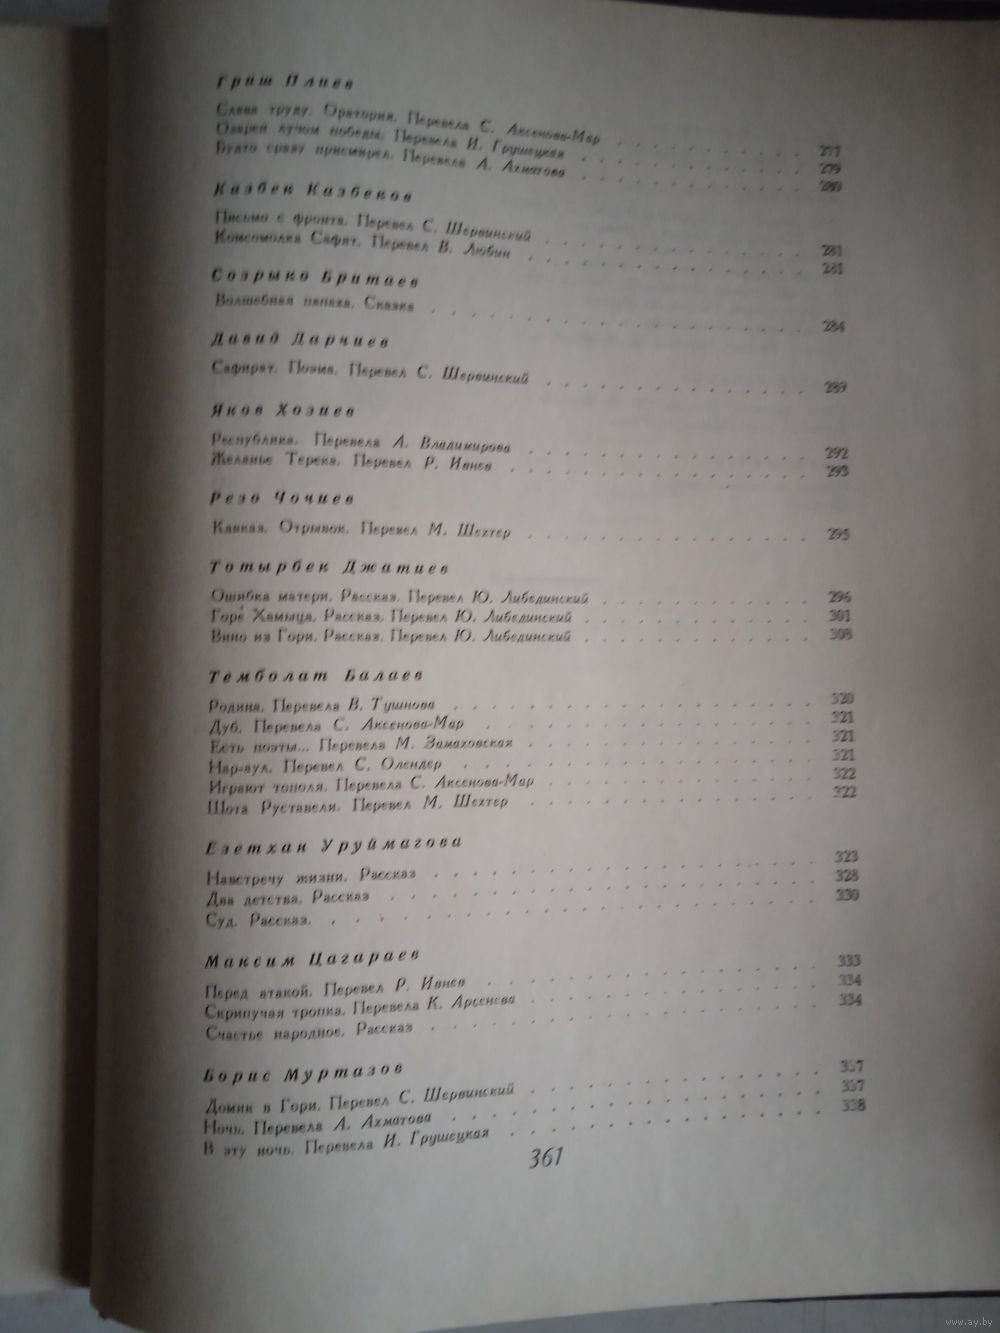 Гриш Плиев
Слава труду. Оратория. Перевела С. Аксенова-Мар . . . . . . . . . . 277
Озарен лучом победы. Перевела И. Грушецкая . . . . . . . . . . . . 279
Будто сразу присмирел. Перевела А. Ахматова . . . . . . . . . . . . 280
Казбек Казбеков
Письмо с фронта. Перевел С. Шервинский . . . . . . . . . . . . . 281
Комсомолка Сафят. Перевел В. Любин . . . . . . . . . . . . . . 281
Созрыко Бритаев
Волшебная папаха. Сказка . . . . . . . . . . . . . . . . . . 284
Давид Дарчиев
Сафират. Поэма. Перевел С. Шервинский . . . . . . . . . . . . . 289
Яков Хозиев
Республика. Перевела А. Владимирова . . . . . . . . . . . . . . 292
Желанье Терека. Перевел Р. Ивнев . . . . . . . . . . . . . . . 293
Резо Чочиев
Кавказ. Отрывок. Перевел М. Шехтер . . . . . . . . . . . . . . 295
Тотырбек Джатиев
Ошибка матери. Рассказ. Перевел Ю. Либединский . . . . . . . . . . 296
Горе Хамыца. Рассказ. Перевел Ю. Либединский . . . . . . . . . . . 301
Вино из Гори. Рассказ. Перевел Ю. Либединский . . . . . . . . . . . 308
Темболат Балаев
Родина. Перевела В. Тушнова . . . . . . . . . . . . . . . . . 320
Дуб. Перевела С. Аксенова-Мар . . . . . . . . . . . . . . . . 321
Есть поэты... Перевела М. Замаховская . . . . . . . . . . . . . . 321
Нар-аул. Перевел С. Олендер . . . . . . . . . . . . . . . . . 321
Играют тополя. Перевела С. Аксенова-Мар . . . . . . . . . . . . . 322
Шота Руставели. Перевел М. Шехтер . . . . . . . . . . . . . . 322
Езетхан Уруймагова
Навстречу жизни. Рассказ . . . . . . . . . . . . . . . . . . 323
Два детства. Рассказ . . . . . . . . . . . . . . . . . . . . 328
Суд. Рассказ. . . . . . . . . . . . . . . . . . . . . . . 330
Максим Цагараев
Перед атакой. Перевел Р. Ивнев . . . . . . . . . . . . . . . . 333
Скрипучая тропка. Перевела К. Арсенева . . . . . . . . . . . . . 334
Счастье народное. Рассказ . . . . . . . . . . . . . . . . . . 334
Борис Муртазов
Домик в Гори. Перевел С. Шервинский . . . . . . . . . . . . . . 337
Ночь. Перевела А. Ахматова . . . . . . . . . . . . . . . . . 337
В эту ночь. Перевела И. Грушецкая . . . . . . . . . . . . . . . 338
361
www.ay.by